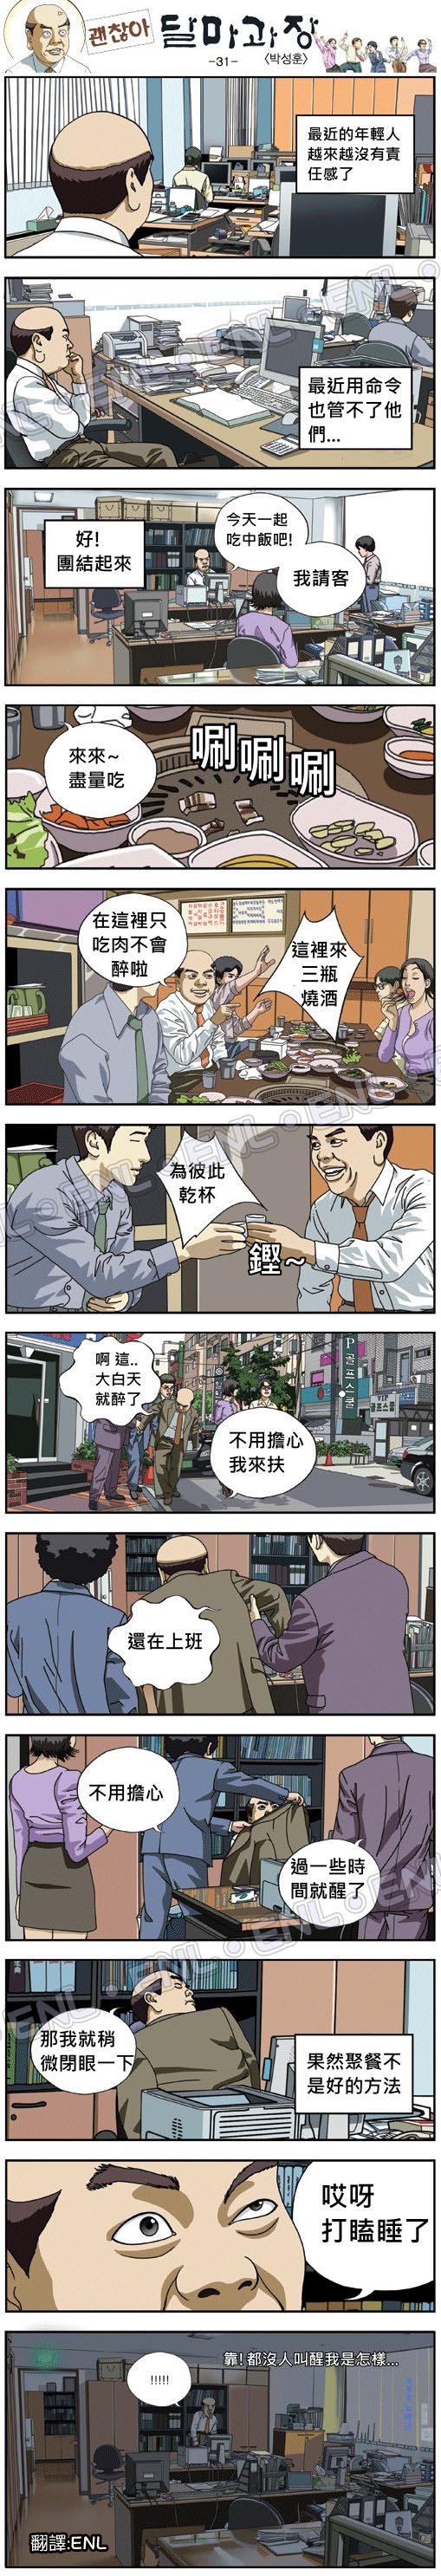 괜찮아 달마과장
-31-
〈박성훈〉
最近的年輕人
越來越沒有責
任感了
最近用命令
也管不了他
們...
好!
團結起來
今天一起
吃中飯吧!
我請客
來來~
盡量吃
唰唰唰
在這裡只
吃肉不會
醉啦
這裡來
三瓶
燒酒
為彼此
乾杯
鏗~
啊 這..
大白天
就醉了
不用擔心
我來扶
P
골프스쿨
還在上班
不用擔心
過一些時
間就醒了
那我就稍
微閉眼一下
果然聚餐不
是好的方法
哎呀
打瞌睡了
靠! 都沒人叫醒我是怎樣...
!!!!!
翻譯:ENL